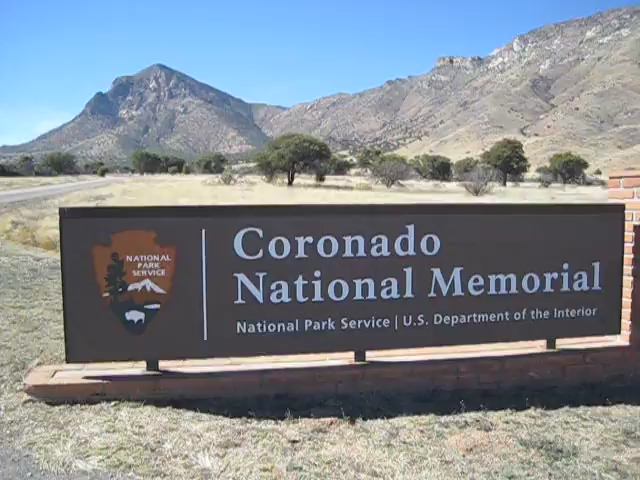 NATIONAL
PARK
SERVICE
Coronado
National Memorial
National Park Service | U.S. Department of the Interior